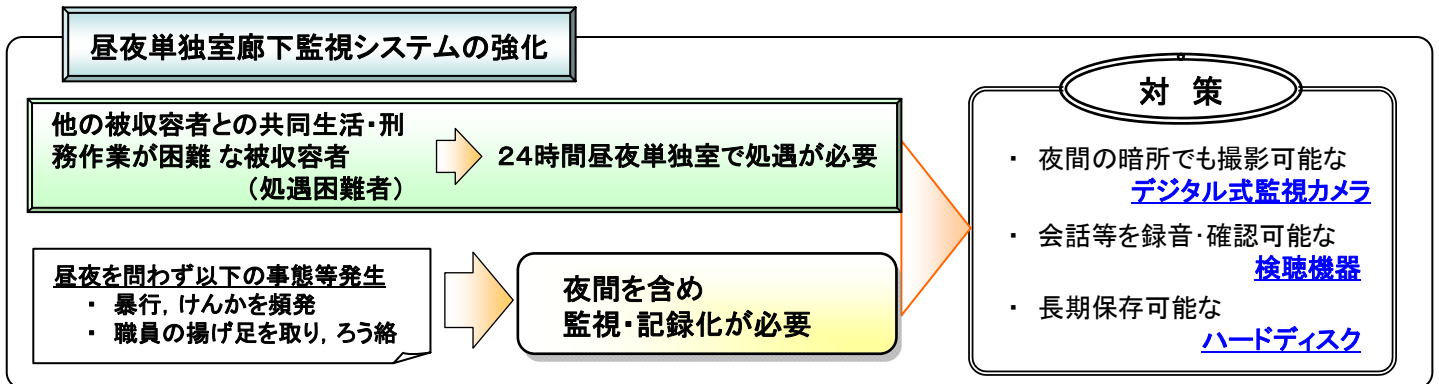 昼夜単独室廊下監視システムの強化
他の被収容者との共同生活・刑
務作業が困難 な被収容者
（処遇困難者）
２４時間昼夜単独室で処遇が必要
昼夜を問わず以下の事態等発生
・ 暴行，けんかを頻発
・ 職員の揚げ足を取り，ろう絡
夜間を含め
監視・記録化が必要
対 策
・ 夜間の暗所でも撮影可能な
デジタル式監視カメラ
・ 会話等を録音・確認可能な
検聴機器
・ 長期保存可能な
ハードディスク